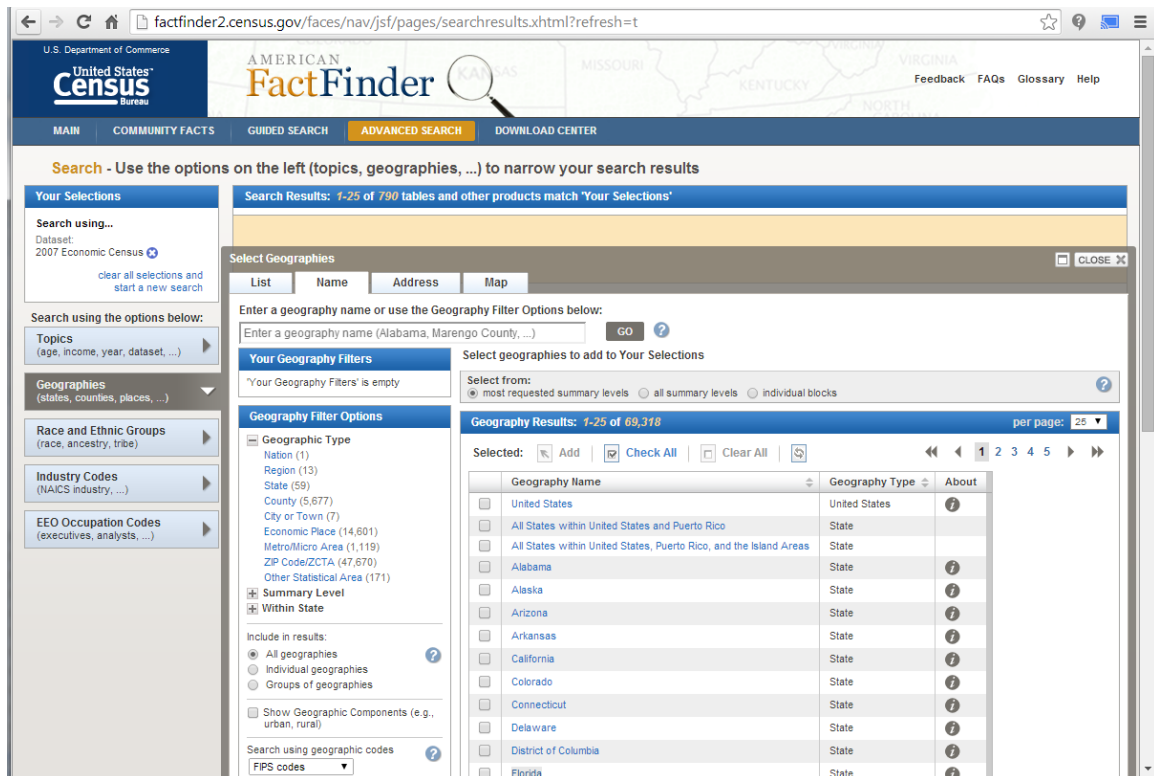 factfinder2.census.gov/faces/nav/jsf/pages/searchresults.xhtml?refresh=t
U.S. Department of Commerce
United States™
Census
Bureau
AMERICAN
FactFinder
KANSAS
MISSOURI
KENTUCKY
VIRGINIA
VIRGINIA
NORTH
Feedback FAQs Glossary Help
MAIN COMMUNITY FACTS GUIDED SEARCH ADVANCED SEARCH DOWNLOAD CENTER
Search - Use the options on the left (topics, geographies, ...) to narrow your search results
Your Selections
Search using...
Dataset:
2007 Economic Census
clear all selections and
start a new search
Search using the options below:
Topics
(age, income, year, dataset, ...)
Geographies
(states, counties, places, ...)
Race and Ethnic Groups
(race, ancestry, tribe)
Industry Codes
(NAICS industry, ...)
EEO Occupation Codes
(executives, analysts, ...)
Search Results: 1-25 of 790 tables and other products match 'Your Selections'
Select Geographies
CLOSE
List Name Address Map
Enter a geography name or use the Geography Filter Options below:
Enter a geography name (Alabama, Marengo County, ...)
GO
Your Geography Filters
'Your Geography Filters' is empty
Geography Filter Options
Geographic Type
Nation (1)
Region (13)
State (59)
County (5,677)
City or Town (7)
Economic Place (14,601)
Metro/Micro Area (1,119)
ZIP Code/ZCTA (47,670)
Other Statistical Area (171)
Summary Level
Within State
Include in results:
All geographies
Individual geographies
Groups of geographies
Show Geographic Components (e.g.,
urban, rural)
Search using geographic codes
FIPS codes
Select geographies to add to Your Selections
Select from:
most requested summary levels all summary levels individual blocks
Geography Results: 1-25 of 69,318
per page: 25
Selected: Add Check All Clear All
1 2 3 4 5
Geography Name Geography Type About
United States United States
All States within United States and Puerto Rico State
All States within United States, Puerto Rico, and the Island Areas State
Alabama State
Alaska State
Arizona State
Arkansas State
California State
Colorado State
Connecticut State
Delaware State
District of Columbia State
Florida State